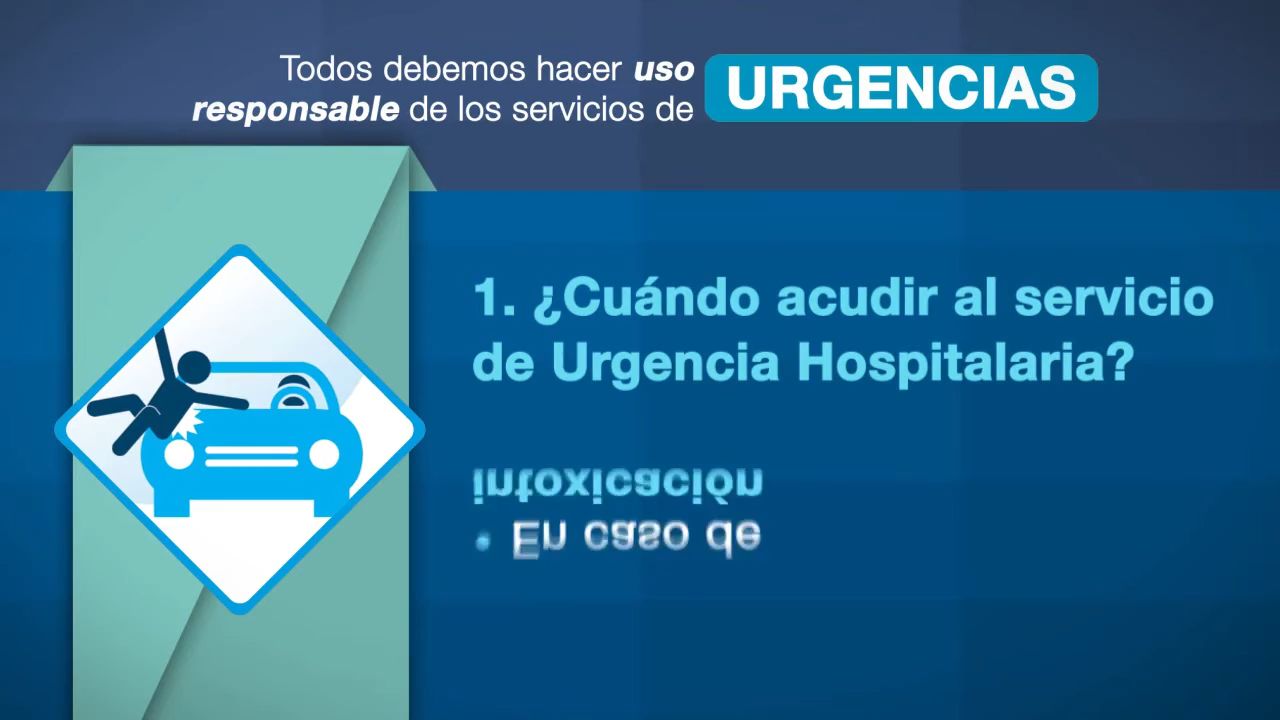 Todos debemos hacer uso
responsable de los servicios de
URGENCIAS
1. ¿Cuándo acudir al servicio
de Urgencia Hospitalaria?
• En caso de
intoxicación